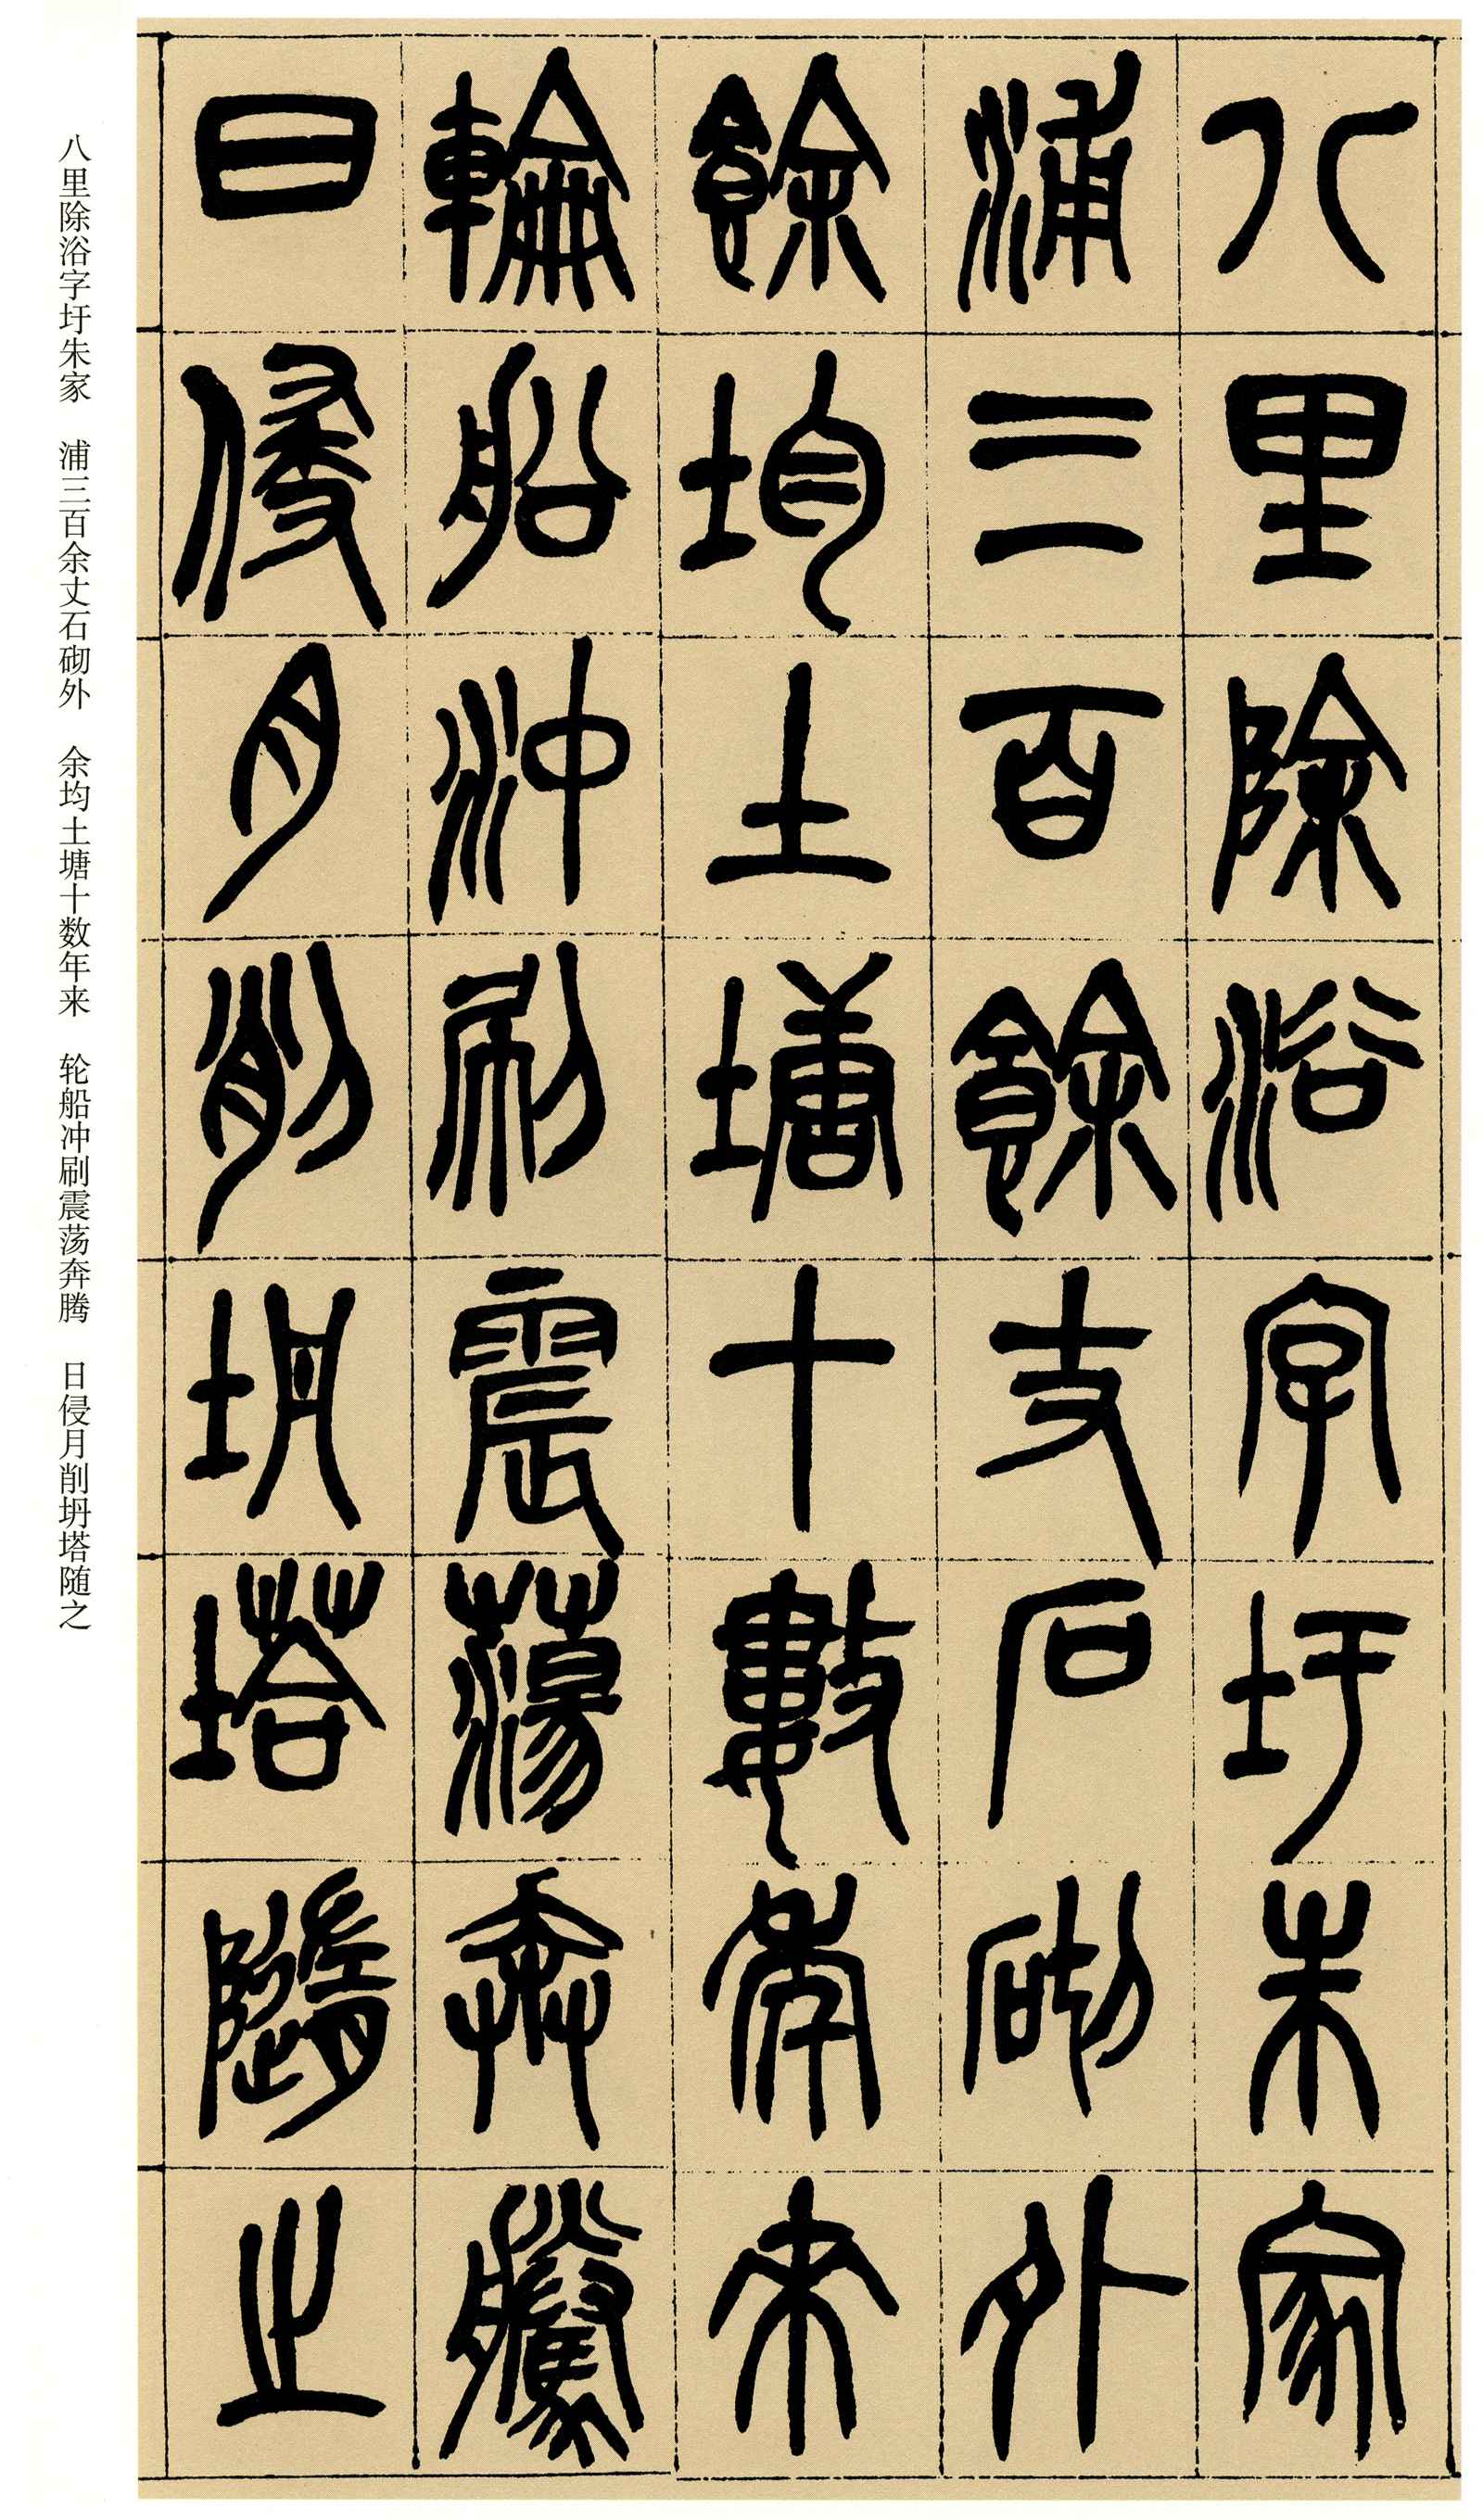 八里除浴字圩朱家
浦三百餘丈石砌外
餘均土塘十數年來
輪船沖刷震蕩奔騰
日侵月削坍塔隨之
八里除浴字圩朱家　浦三百余丈石砌外　余均土塘十数年来　轮船冲刷震荡奔腾　日侵月削坍塔随之